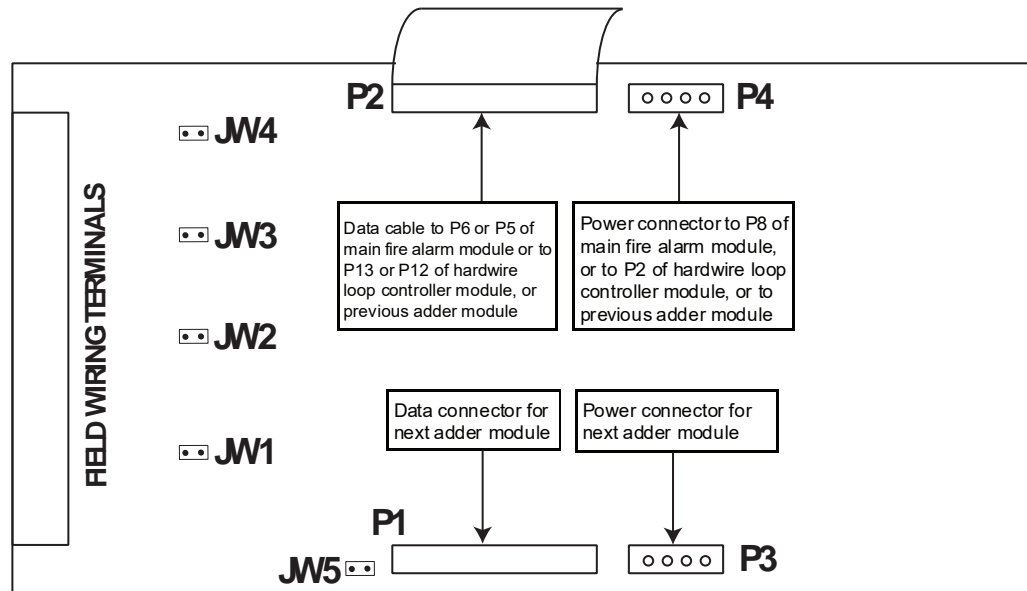 P2
P4
JW4
FIELD WIRING TERMINALS
Data cable to P6 or P5 of
main fire alarm module or to
P13 or P12 of hardwire
loop controller module, or
previous adder module
Power connector to P8 of
main fire alarm module,
or to P2 of hardwire loop
controller module, or to
previous adder module
JW3
JW2
Data connector for
next adder module
Power connector for
next adder module
JW1
P1
JW5
P3